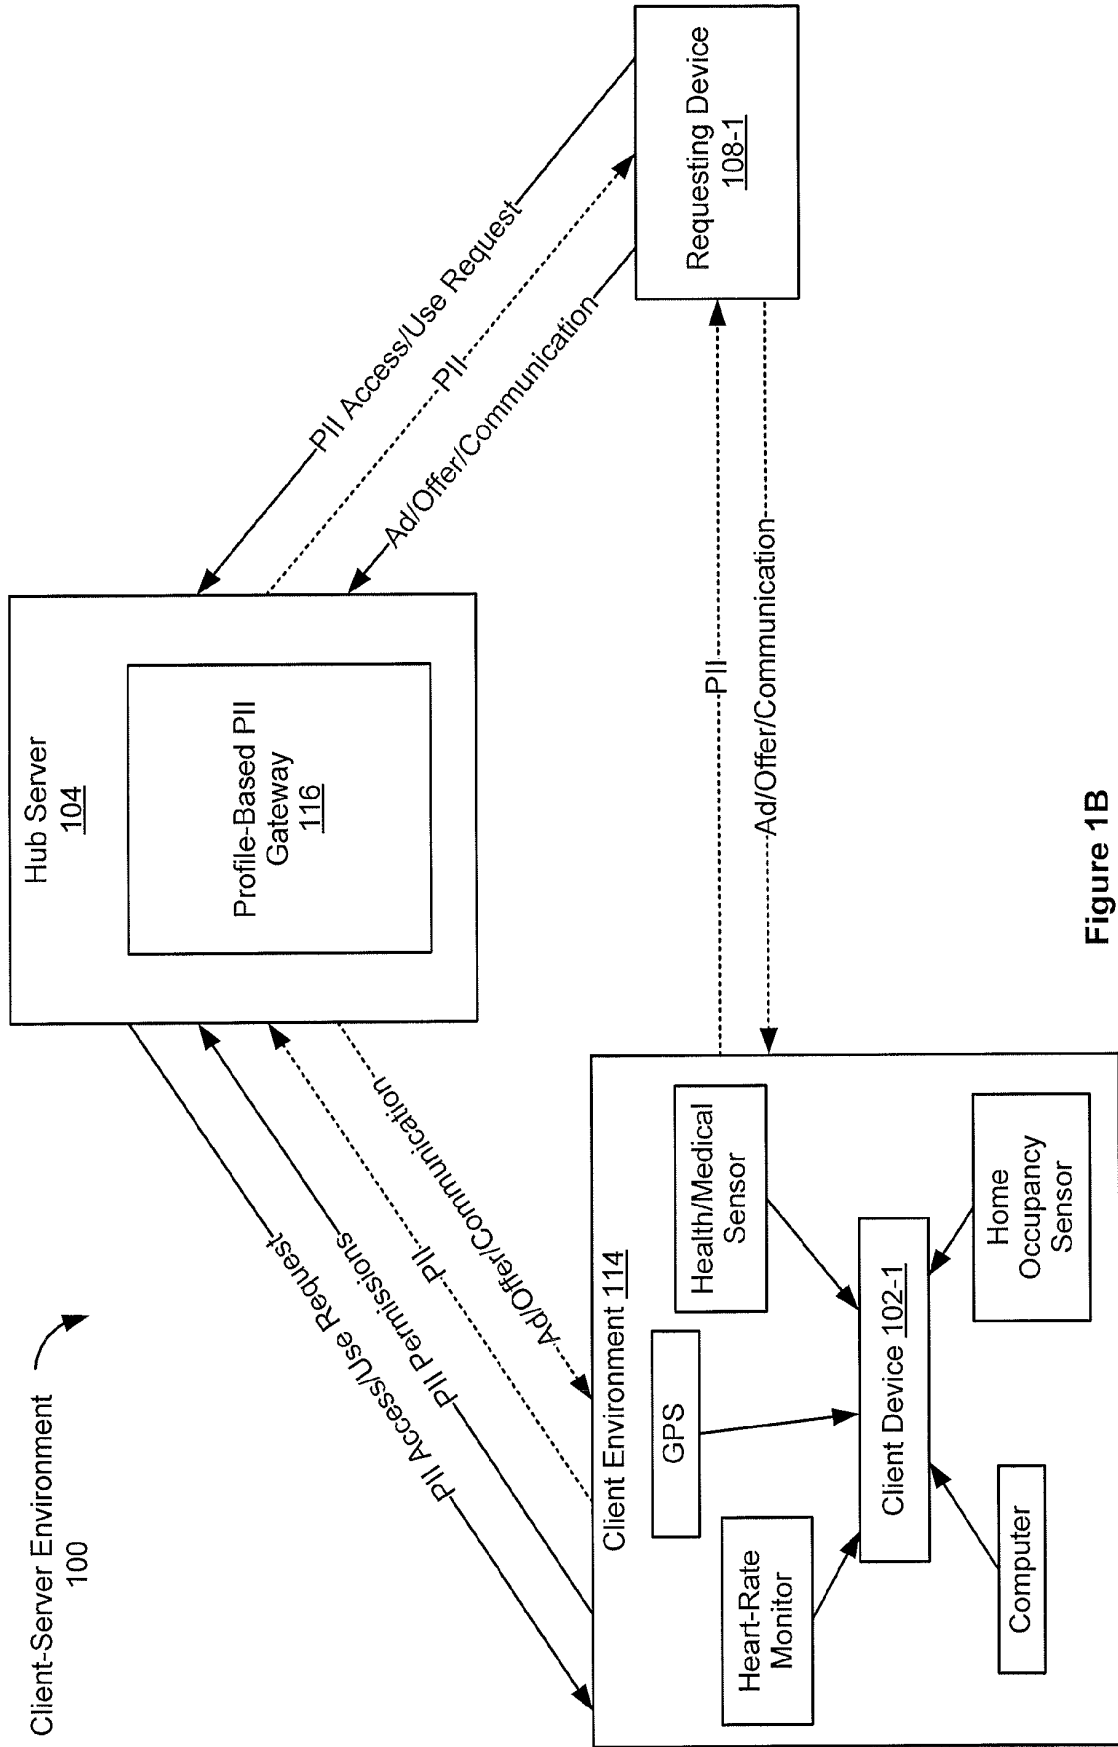 Client-Server Environment
100
Hub Server
104
Profile-Based PII
Gateway
116
PII Access/Use Request
PII Permissions
PII
Ad/Offer/Communication
PII Access/Use Request
PII
Ad/Offer/Communication
Client Environment 114
Heart-Rate
Monitor
GPS
Health/Medical
Sensor
Client Device 102-1
Computer
Home
Occupancy
Sensor
PII
Ad/Offer/Communication
Requesting Device
108-1
Figure 1B